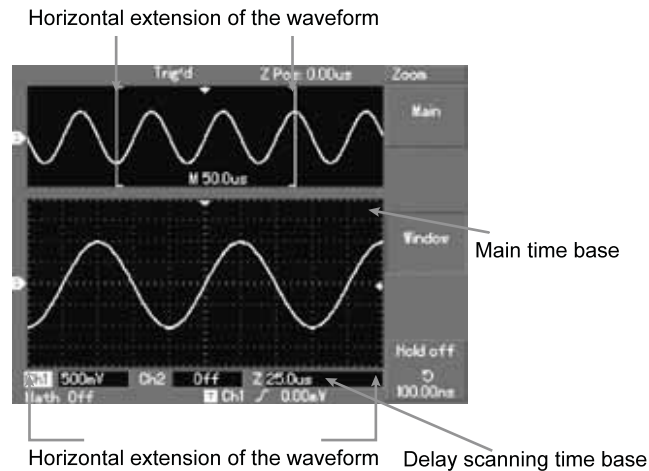 Horizontal extension of the waveform
Trig'd Z Pos: 0.00us Zoom
Main
M 50.0us
Window
Main time base
Hold off
100.00ns
Ch1 500mV Ch2 Off Z 25.0us
Math Off T Ch1 0.00mV
Horizontal extension of the waveform
Delay scanning time base